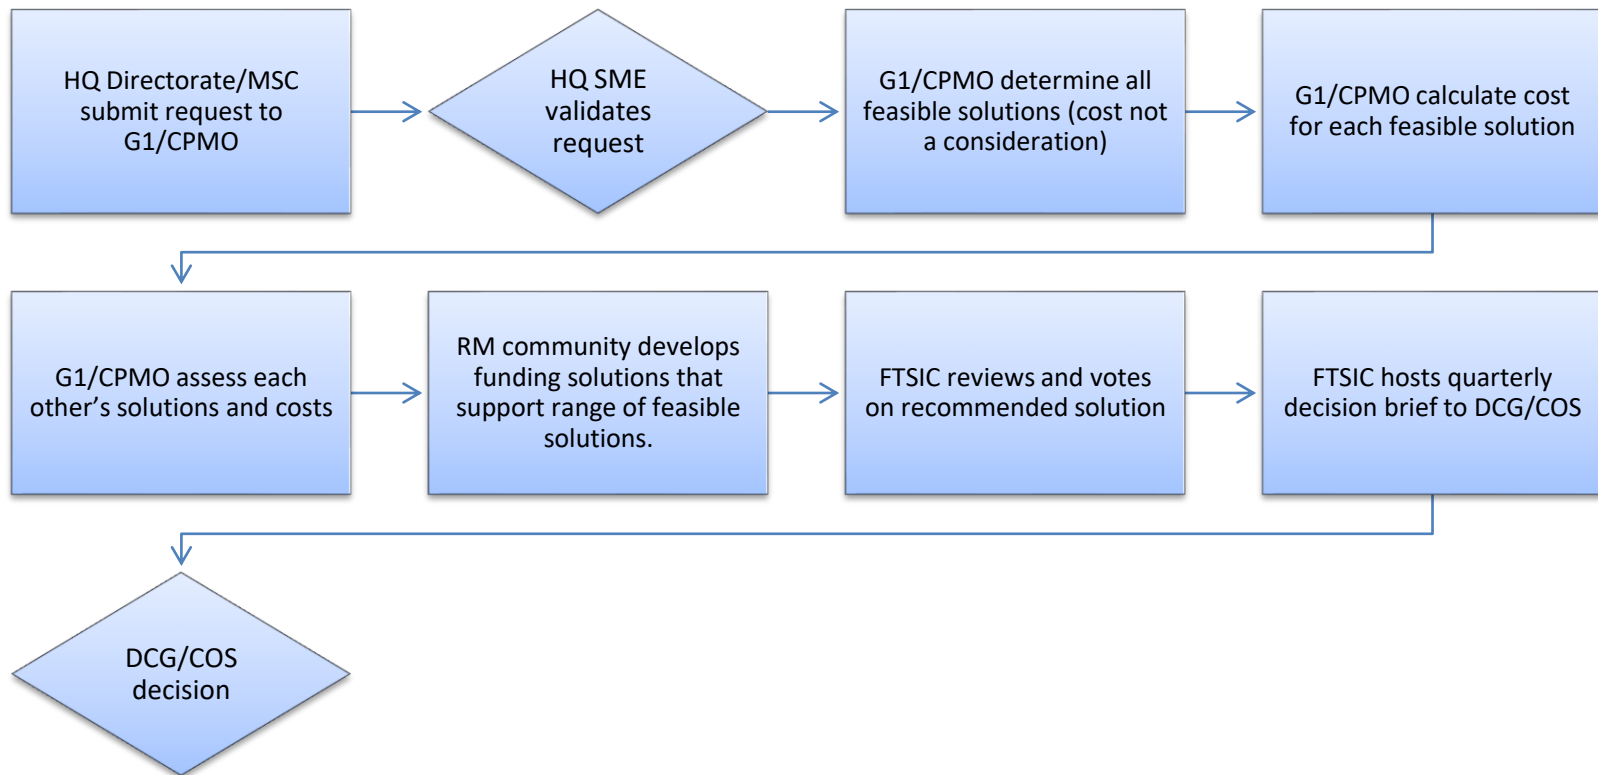 HQ Directorate/MSC
submit request to
G1/CPMO
HQ SME
validates
request
G1/CPMO determine all
feasible solutions (cost not
a consideration)
G1/CPMO calculate cost
for each feasible solution
G1/CPMO assess each
other’s solutions and costs
RM community develops
funding solutions that
support range of feasible
solutions.
FTSIC reviews and votes
on recommended solution
FTSIC hosts quarterly
decision brief to DCG/COS
DCG/COS
decision